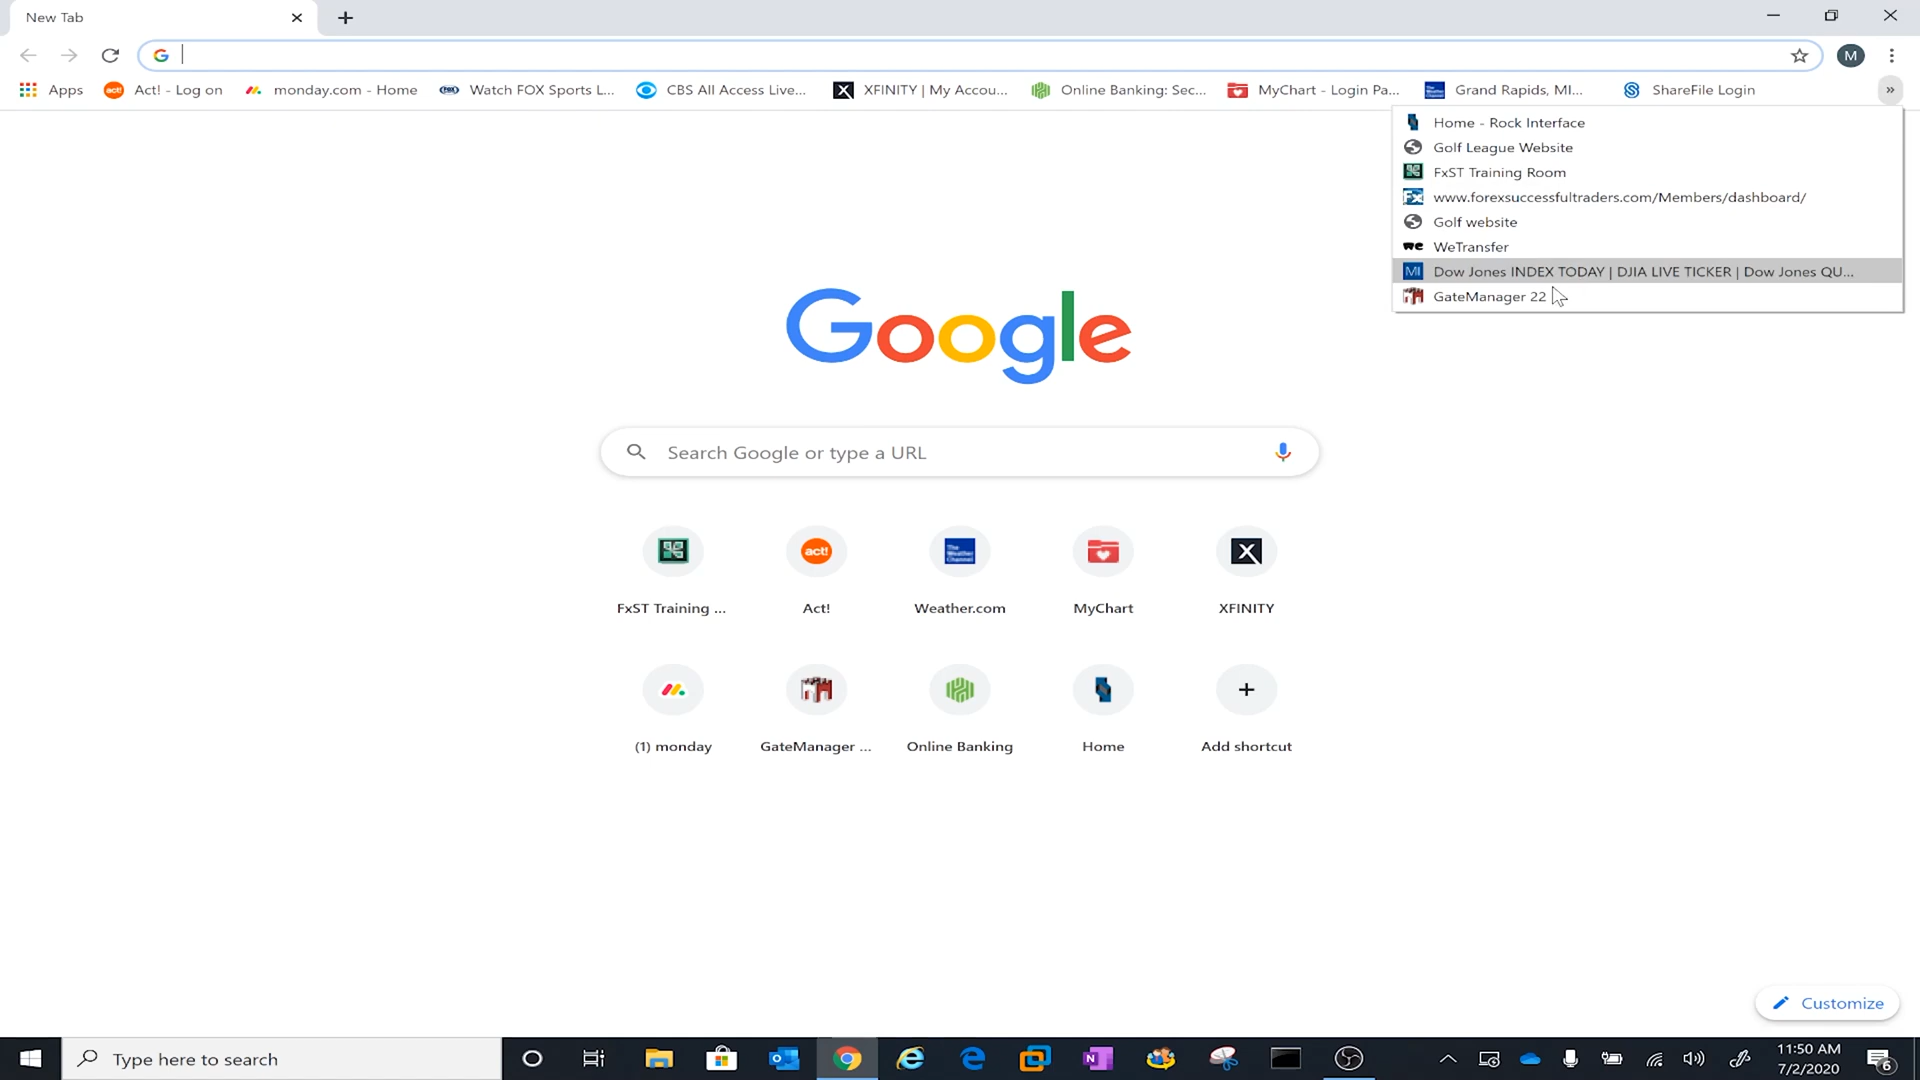 New Tab
Apps
Act! - Log on
monday.com - Home
Watch FOX Sports L...
CBS All Access Live...
XFINITY | My Accou...
Online Banking: Sec...
MyChart - Login Pa...
Grand Rapids, MI...
ShareFile Login
»
M
Home - Rock Interface
Golf League Website
FxST Training Room
www.forexsuccessfultraders.com/Members/dashboard/
Golf website
WeTransfer
Dow Jones INDEX TODAY | DJIA LIVE TICKER | Dow Jones QU...
GateManager 22
Google
Search Google or type a URL
FxST Training ...
Act!
Weather.com
MyChart
XFINITY
(1) monday
GateManager ...
Online Banking
Home
Add shortcut
Customize
Type here to search
11:50 AM
7/2/2020
6